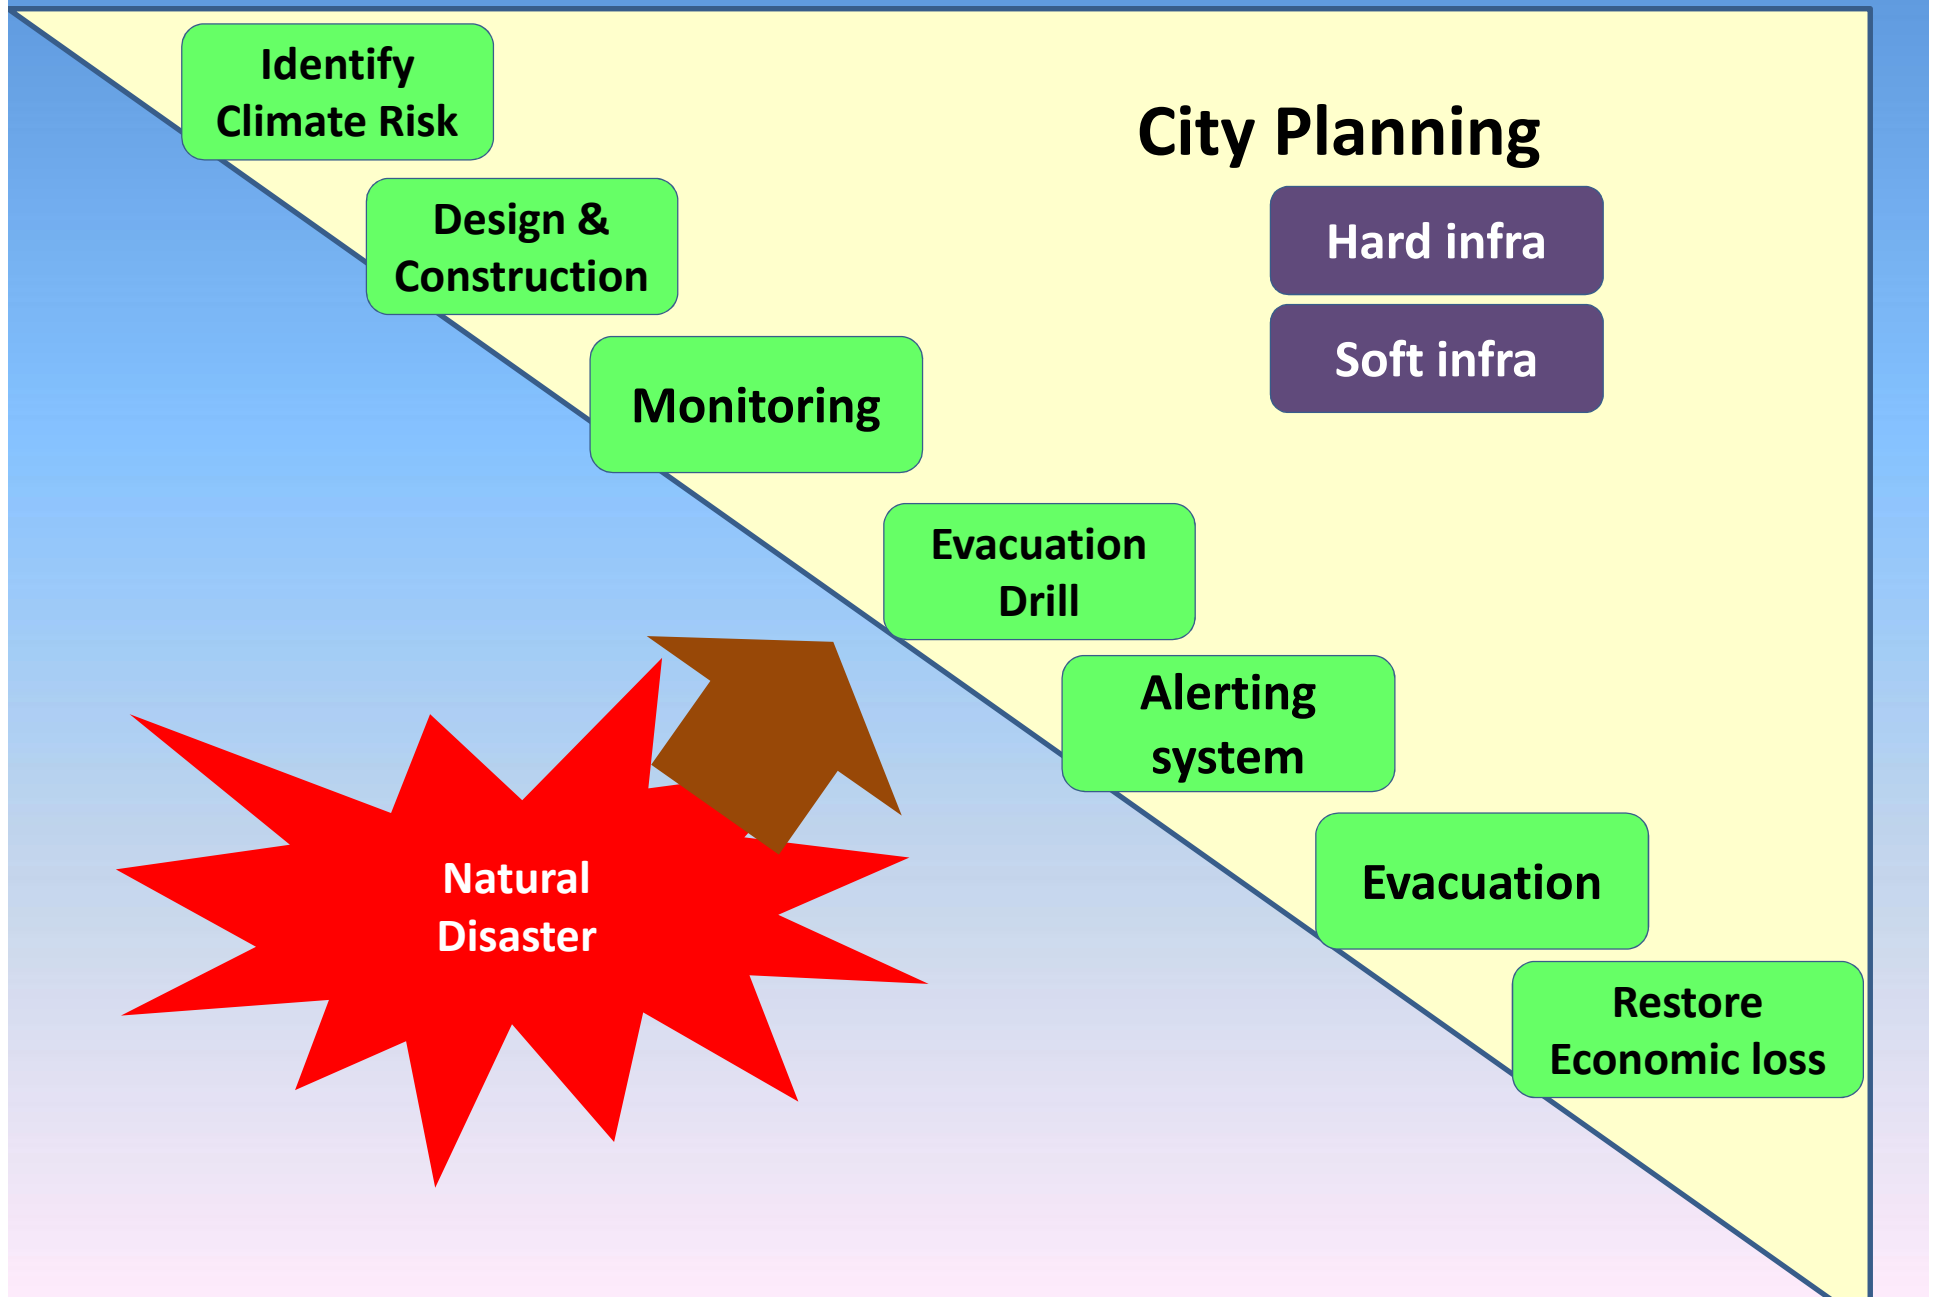 Identify
Climate Risk
City Planning
Design &
Construction
Hard infra
Soft infra
Monitoring
Evacuation
Drill
Alerting
system
Evacuation
Natural
Disaster
Restore
Economic loss